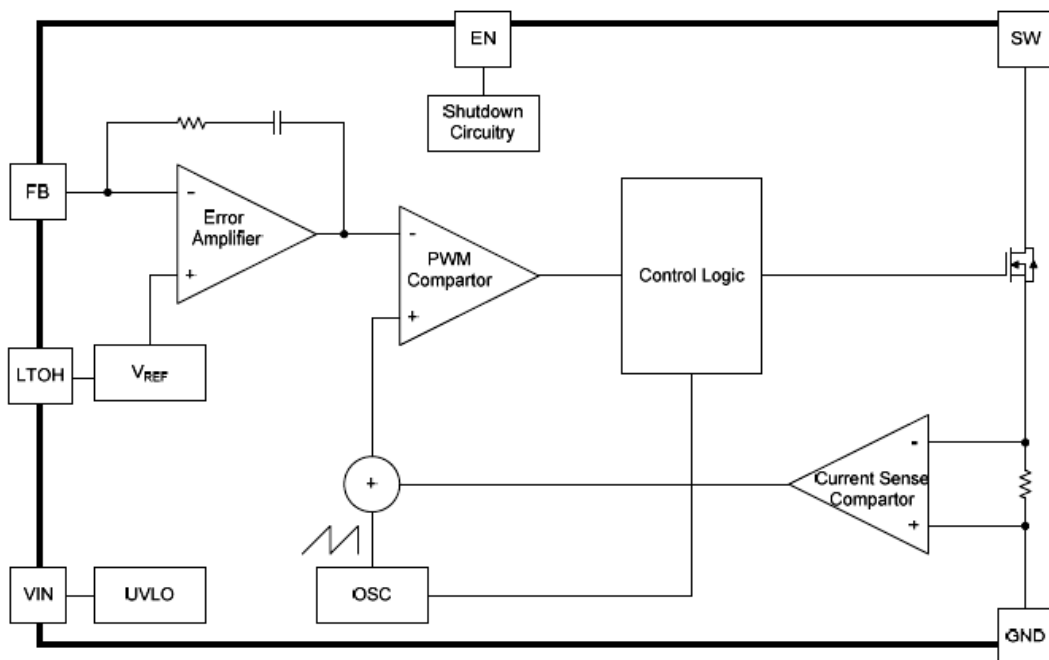 EN
SW
Shutdown
Circuitry
FB
-
Error
Amplifier
+
-
PWM
Compartor
+
Control Logic
LTOH
VREF
+
-
Current Sense
Compartor
+
VIN
UVLO
OSC
GND